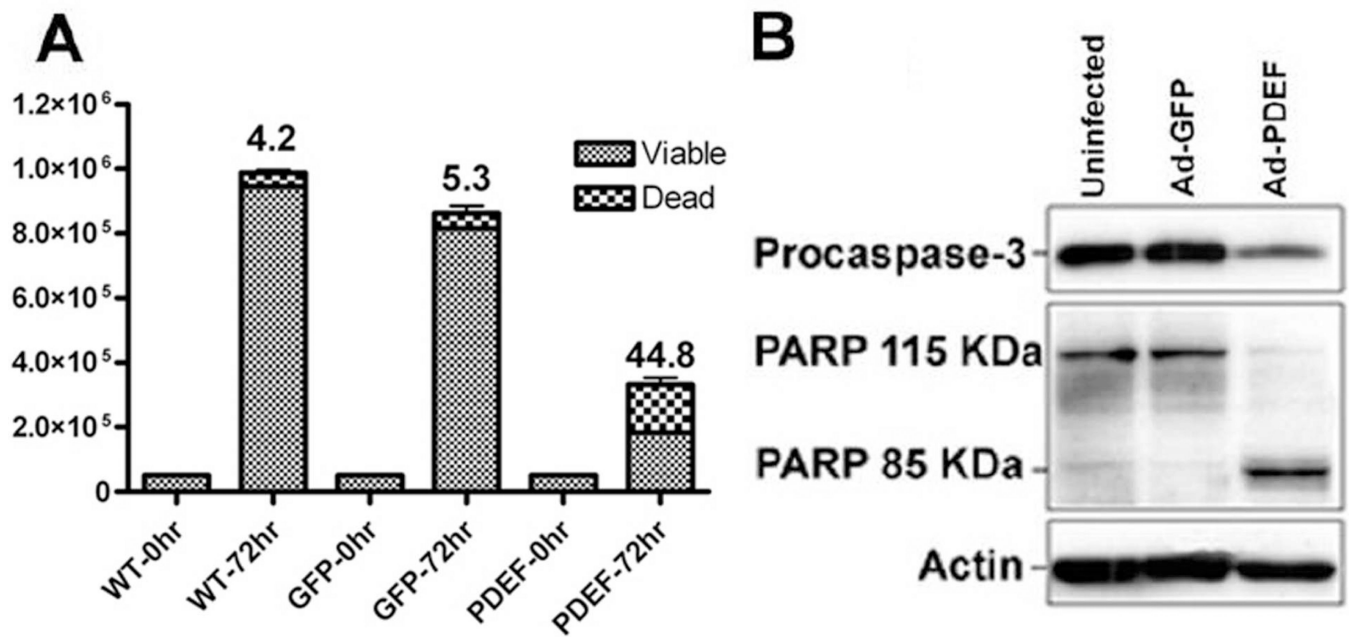 A
1.2×10⁶
1.0×10⁶
8.0×10⁵
6.0×10⁵
4.0×10⁵
2.0×10⁵
0
4.2
5.3
44.8
Viable
Dead
WT-0hr
WT-72hr
GFP-0hr
GFP-72hr
PDEF-0hr
PDEF-72hr
B
Uninfected
Ad-GFP
Ad-PDEF
Procaspase-3
PARP 115 KDa
PARP 85 KDa
Actin